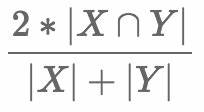 2 * |X ∩ Y|
|X| + |Y|